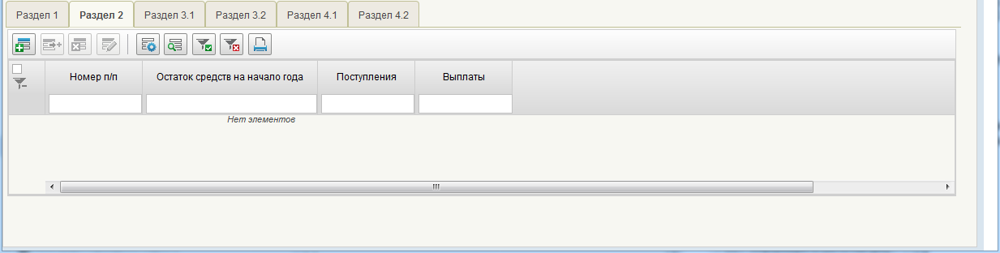 Раздел 1 Раздел 2 Раздел 3.1 Раздел 3.2 Раздел 4.1 Раздел 4.2
Номер п/п Остаток средств на начало года Поступления Выплаты
Нет элементов